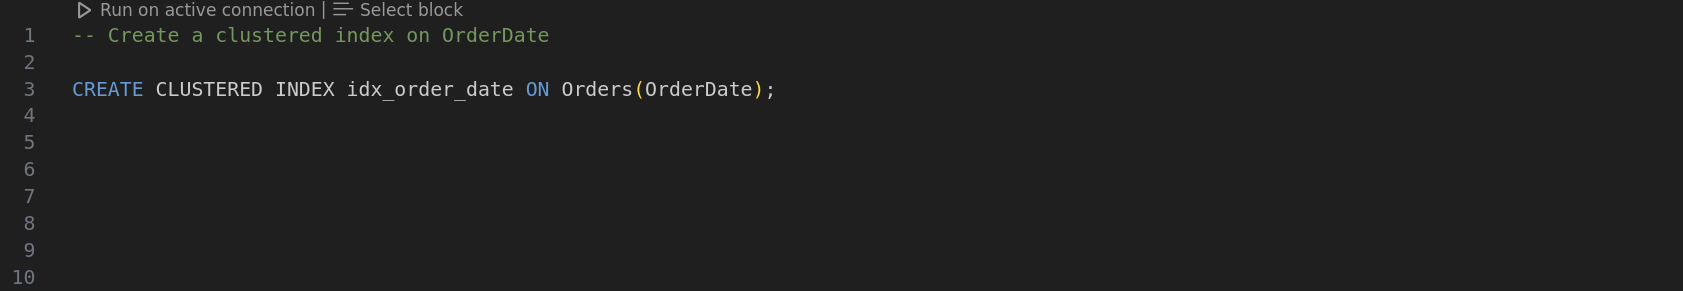 Run on active connection | Select block
1 -- Create a clustered index on OrderDate
2
3 CREATE CLUSTERED INDEX idx_order_date ON Orders(OrderDate);
4
5
6
7
8
9
10